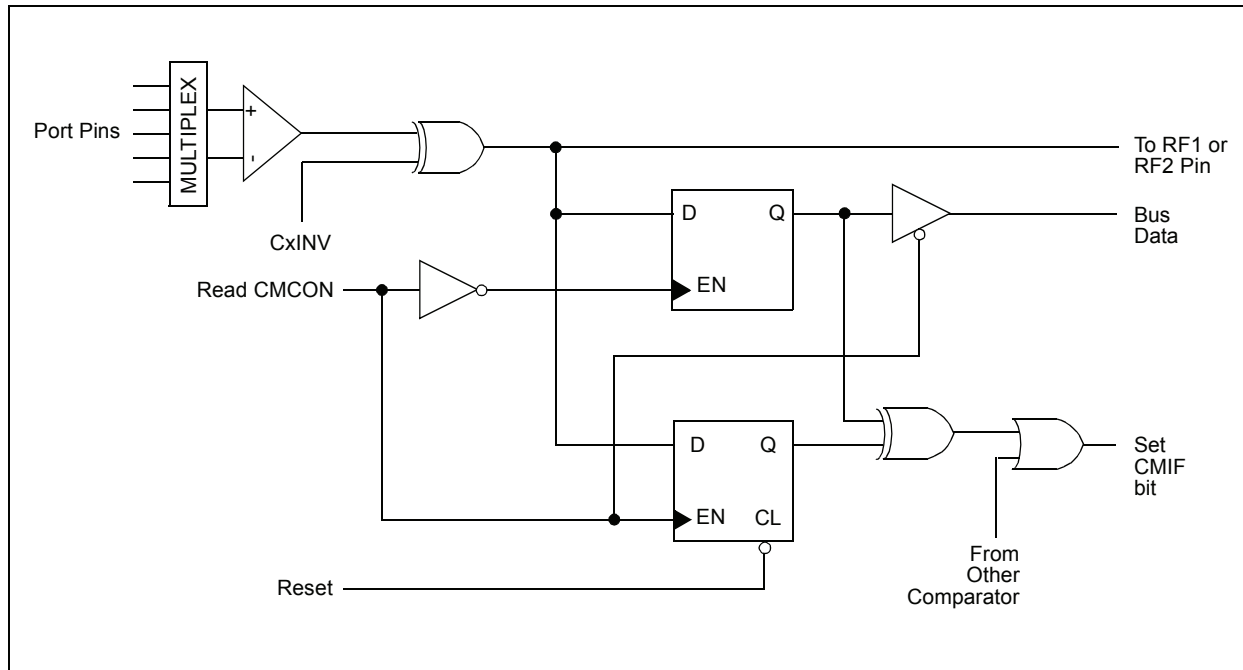 MULTIPLEX
+
-
Port Pins
CxINV
To RF1 or
RF2 Pin
D
Q
EN
Bus
Data
Read CMCON
D
Q
EN
CL
Set
CMIF
bit
From
Other
Comparator
Reset